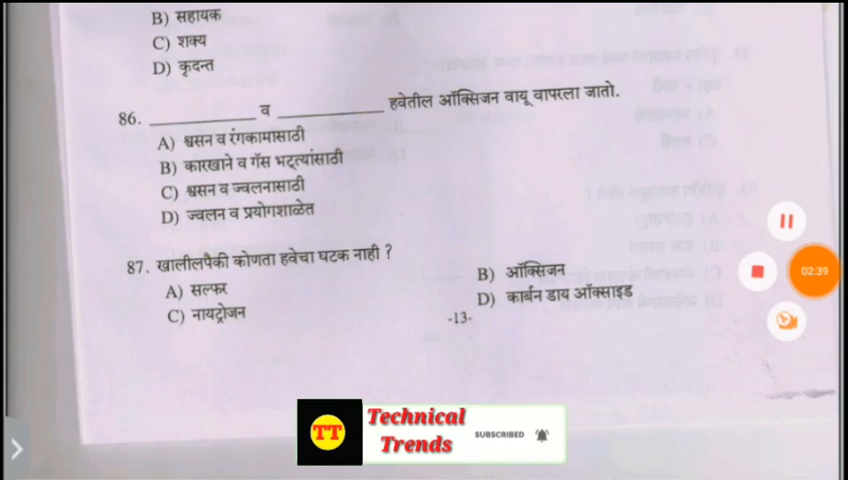 B) सहायक
C) शक्य
D) कृदन्त
86. __________ व __________ हवेतील ऑक्सिजन वायू वापरला जातो.
A) श्वसन व रंगकामासाठी
B) कारखाने व गॅस भट्ट्यांसाठी
C) श्वसन व ज्वलनासाठी
D) ज्वलन व प्रयोगशाळेत
87. खालीलपैकी कोणता हवेचा घटक नाही ?
A) सल्फर
B) ऑक्सिजन
C) नायट्रोजन
D) कार्बन डाय ऑक्साइड
-13-
02:39
TT
Technical
Trends
SUBSCRIBED